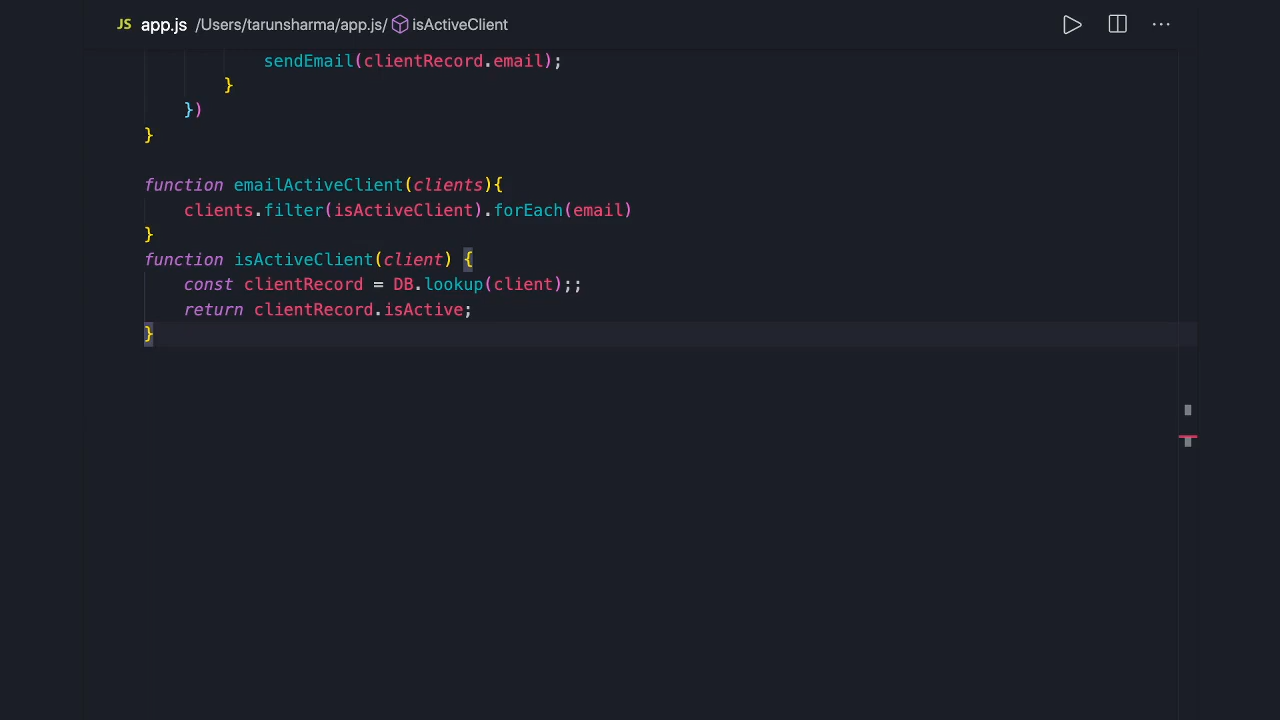 JS app.js /Users/tarunsharma/app.js/ isActiveClient ...
sendEmail(clientRecord.email);
}
})
}
function emailActiveClient(clients){
clients.filter(isActiveClient).forEach(email)
}
function isActiveClient(client) {
const clientRecord = DB.lookup(client);;
return clientRecord.isActive;
}